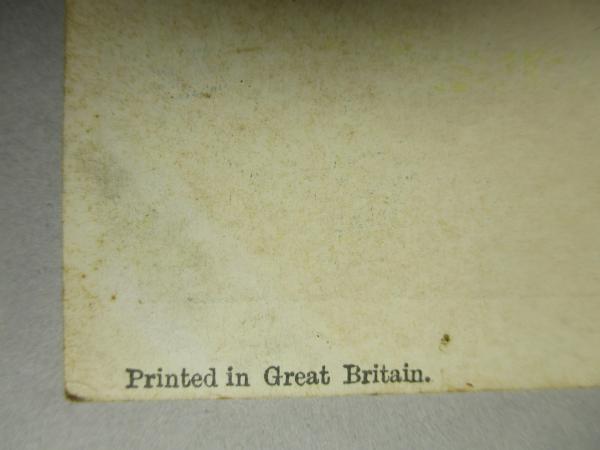 Printed in Great Britain.